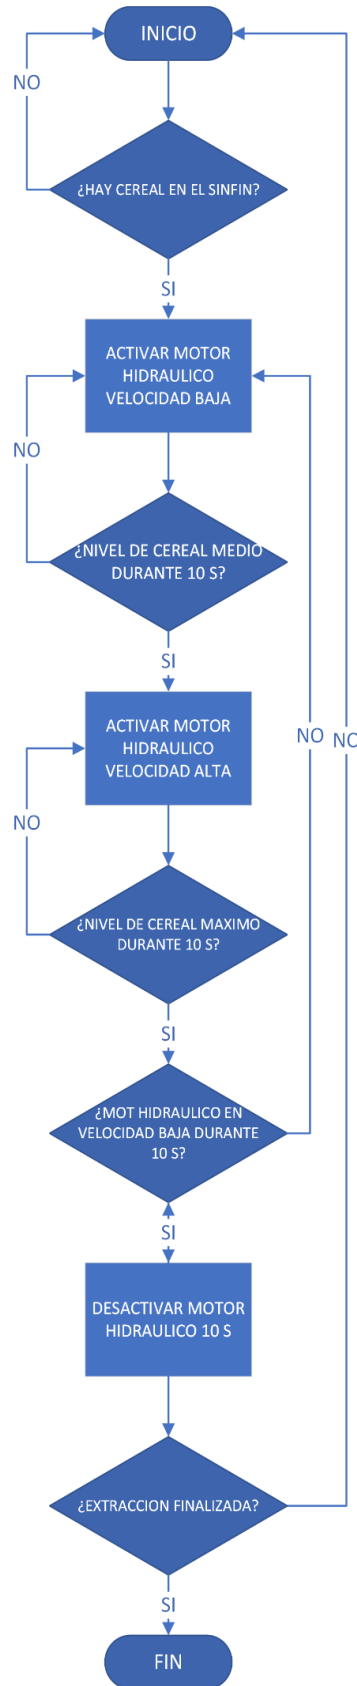 INICIO
NO
¿HAY CEREAL EN EL SINFIN?
SI
ACTIVAR MOTOR
HIDRAULICO
VELOCIDAD BAJA
NO
¿NIVEL DE CEREAL MEDIO
DURANTE 10 S?
SI
ACTIVAR MOTOR
HIDRAULICO
VELOCIDAD ALTA
NO
NO
NO
¿NIVEL DE CEREAL MAXIMO
DURANTE 10 S?
SI
¿MOT HIDRAULICO EN
VELOCIDAD BAJA DURANTE
10 S?
SI
DESACTIVAR MOTOR
HIDRAULICO 10 S
¿EXTRACCION FINALIZADA?
SI
FIN